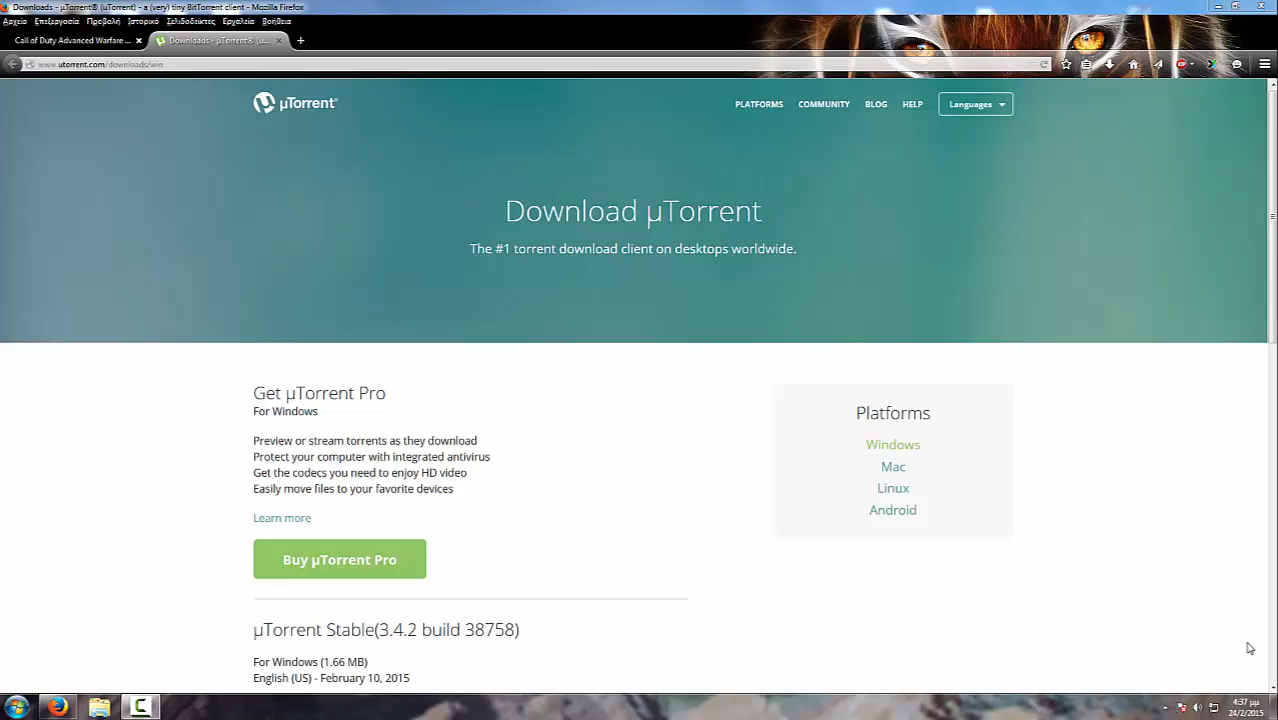 Downloads - µTorrent® (uTorrent) - a (very) tiny BitTorrent client - Mozilla Firefox
Αρχείο Επεξεργασία Προβολή Ιστορικό Σελιδοδείκτες Εργαλεία Βοήθεια
Call of Duty Advanced Warfare ... × Downloads - µTorrent® (u... × +
www.utorrent.com/downloads/win
µTorrent®
PLATFORMS COMMUNITY BLOG HELP Languages
Download µTorrent
The #1 torrent download client on desktops worldwide.
Get µTorrent Pro
For Windows
Preview or stream torrents as they download
Protect your computer with integrated antivirus
Get the codecs you need to enjoy HD video
Easily move files to your favorite devices
Learn more
Buy µTorrent Pro
Platforms
Windows
Mac
Linux
Android
µTorrent Stable(3.4.2 build 38758)
For Windows (1.66 MB)
English (US) - February 10, 2015
4:37 μμ
24/2/2015